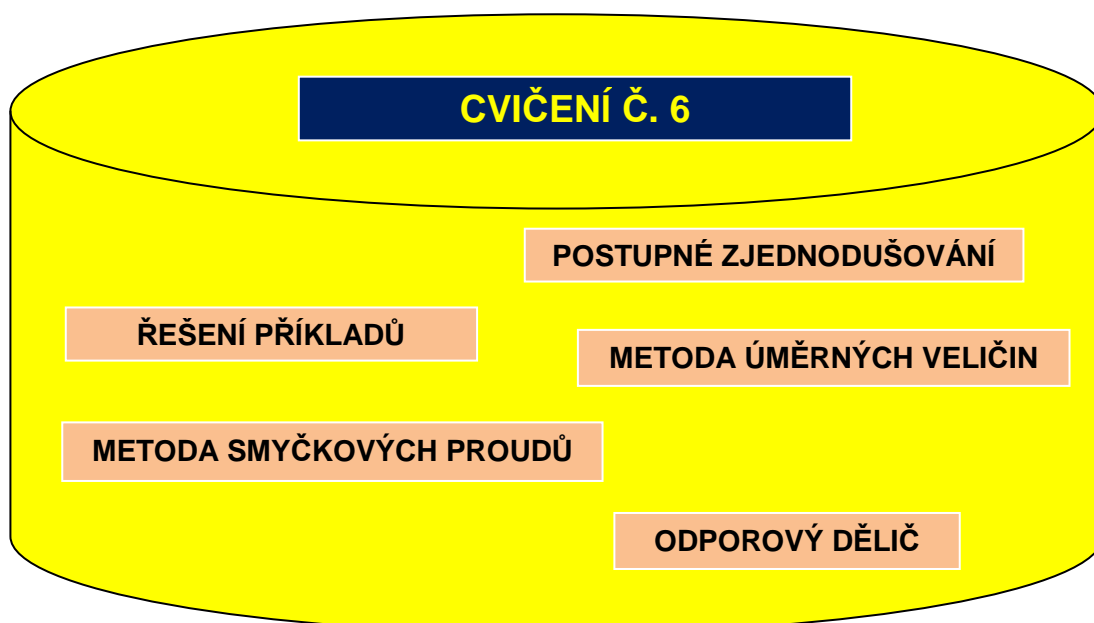 CVIČENÍ Č. 6
POSTUPNÉ ZJEDNODUŠOVÁNÍ
ŘEŠENÍ PŘÍKLADŮ
METODA ÚMĚRNÝCH VELIČIN
METODA SMYČKOVÝCH PROUDŮ
ODPOROVÝ DĚLIČ